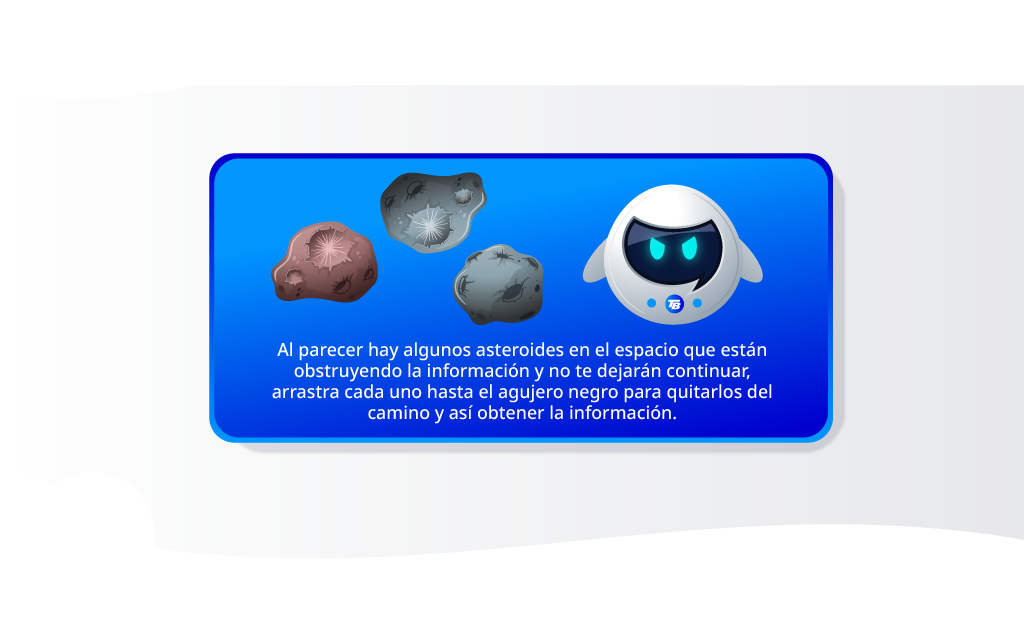 TB
Al parecer hay algunos asteroides en el espacio que están
obstruyendo la información y no te dejarán continuar,
arrastra cada uno hasta el agujero negro para quitarlos del
camino y así obtener la información.